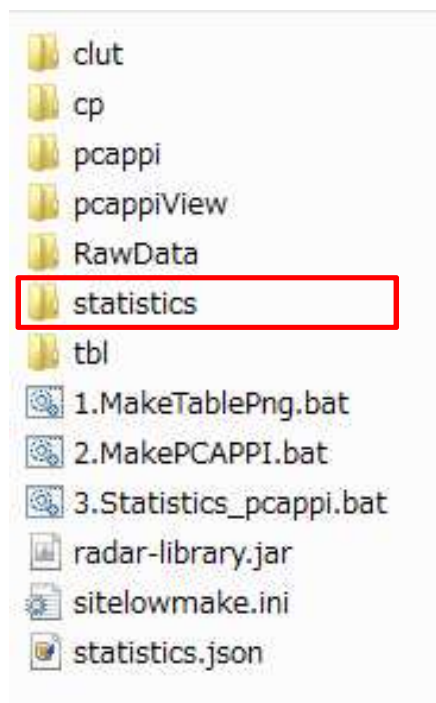 clut
cp
pcappi
pcappiView
RawData
statistics
tbl
1.MakeTablePng.bat
2.MakePCAPPI.bat
3.Statistics_pcappi.bat
radar-library.jar
sitelowmake.ini
statistics.json